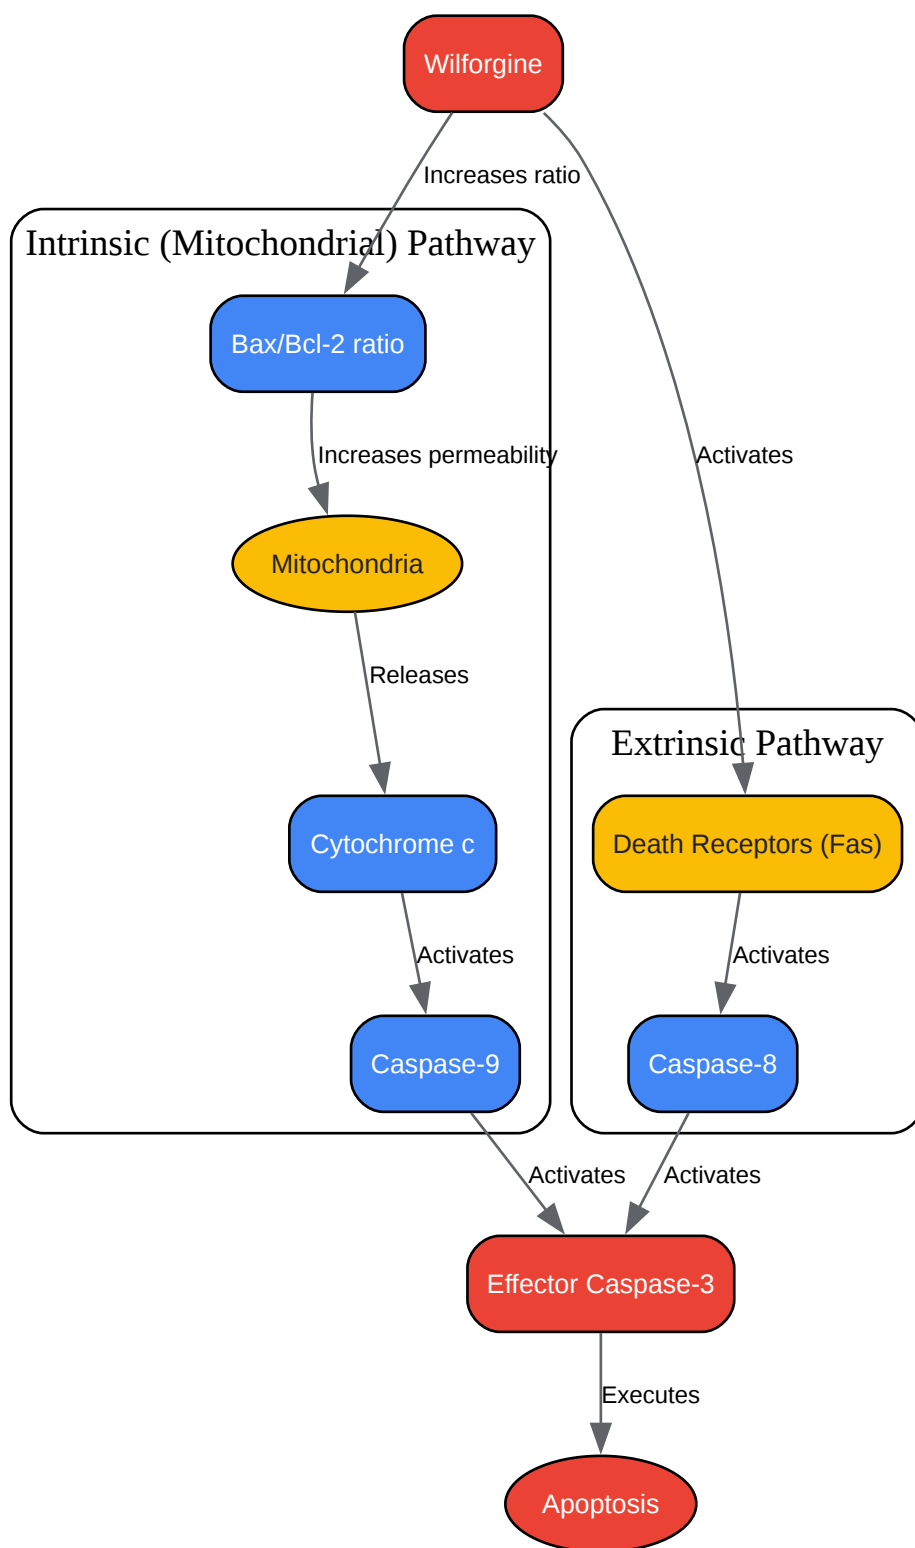 Wilforgine
Increases ratio
Intrinsic (Mitochondrial) Pathway
Bax/Bcl-2 ratio
Increases permeability
Activates
Mitochondria
Releases
Extrinsic Pathway
Cytochrome c
Death Receptors (Fas)
Activates
Activates
Caspase-9
Caspase-8
Activates
Activates
Effector Caspase-3
Executes
Apoptosis